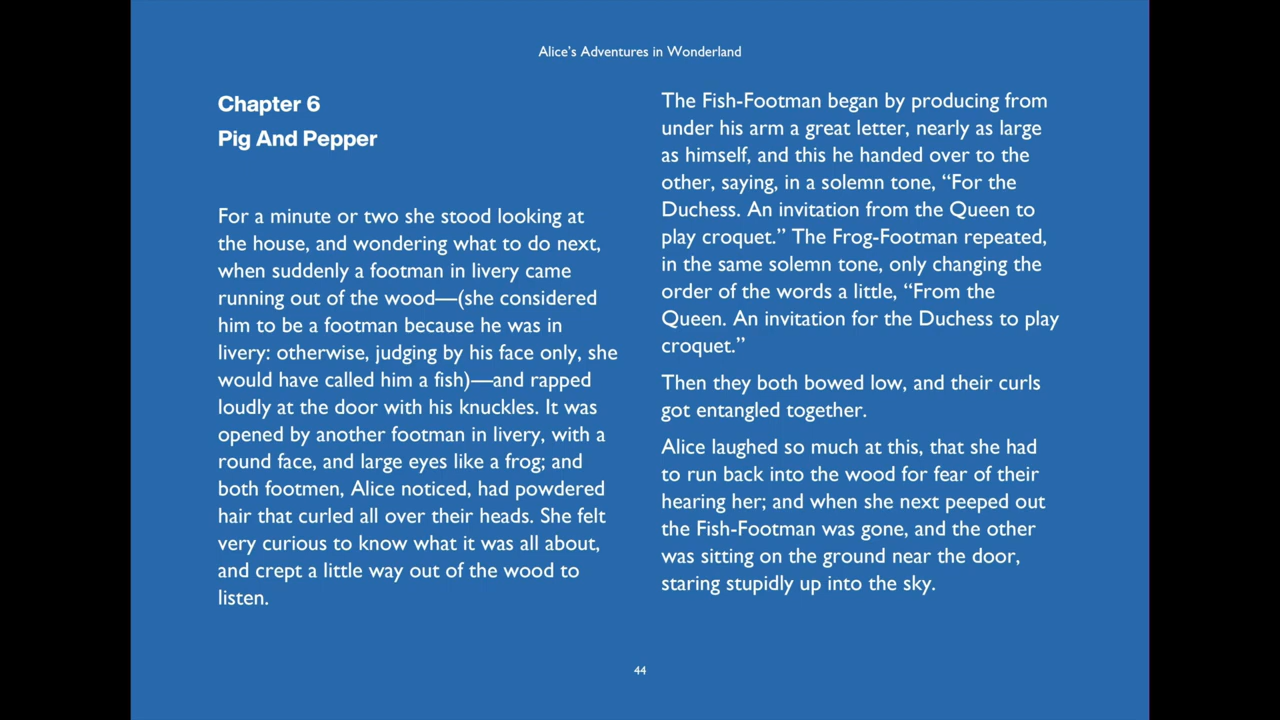 Alice’s Adventures in Wonderland
Chapter 6
Pig And Pepper
For a minute or two she stood looking at
the house, and wondering what to do next,
when suddenly a footman in livery came
running out of the wood—(she considered
him to be a footman because he was in
livery: otherwise, judging by his face only, she
would have called him a fish)—and rapped
loudly at the door with his knuckles. It was
opened by another footman in livery, with a
round face, and large eyes like a frog; and
both footmen, Alice noticed, had powdered
hair that curled all over their heads. She felt
very curious to know what it was all about,
and crept a little way out of the wood to
listen.
The Fish-Footman began by producing from
under his arm a great letter, nearly as large
as himself, and this he handed over to the
other, saying, in a solemn tone, “For the
Duchess. An invitation from the Queen to
play croquet.” The Frog-Footman repeated,
in the same solemn tone, only changing the
order of the words a little, “From the
Queen. An invitation for the Duchess to play
croquet.”
Then they both bowed low, and their curls
got entangled together.
Alice laughed so much at this, that she had
to run back into the wood for fear of their
hearing her; and when she next peeped out
the Fish-Footman was gone, and the other
was sitting on the ground near the door,
staring stupidly up into the sky.
44